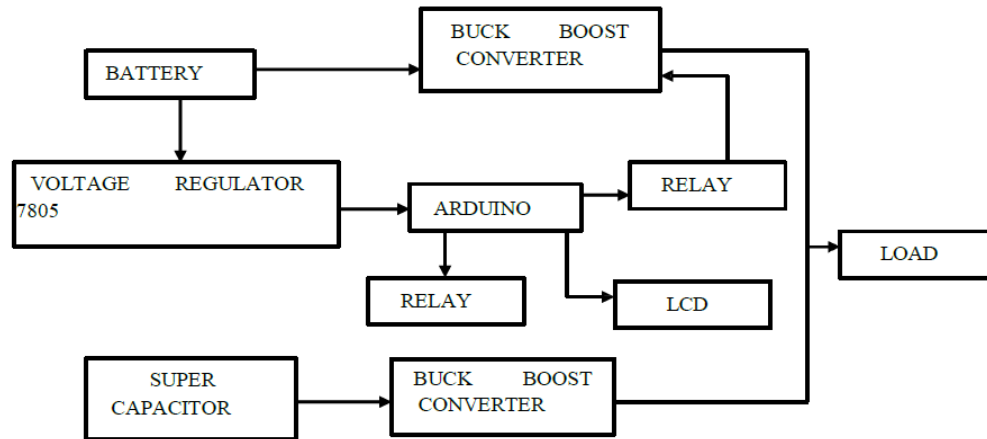 BUCK BOOST
CONVERTER
BATTERY
VOLTAGE REGULATOR
7805
ARDUINO
RELAY
LOAD
RELAY
LCD
SUPER
CAPACITOR
BUCK BOOST
CONVERTER